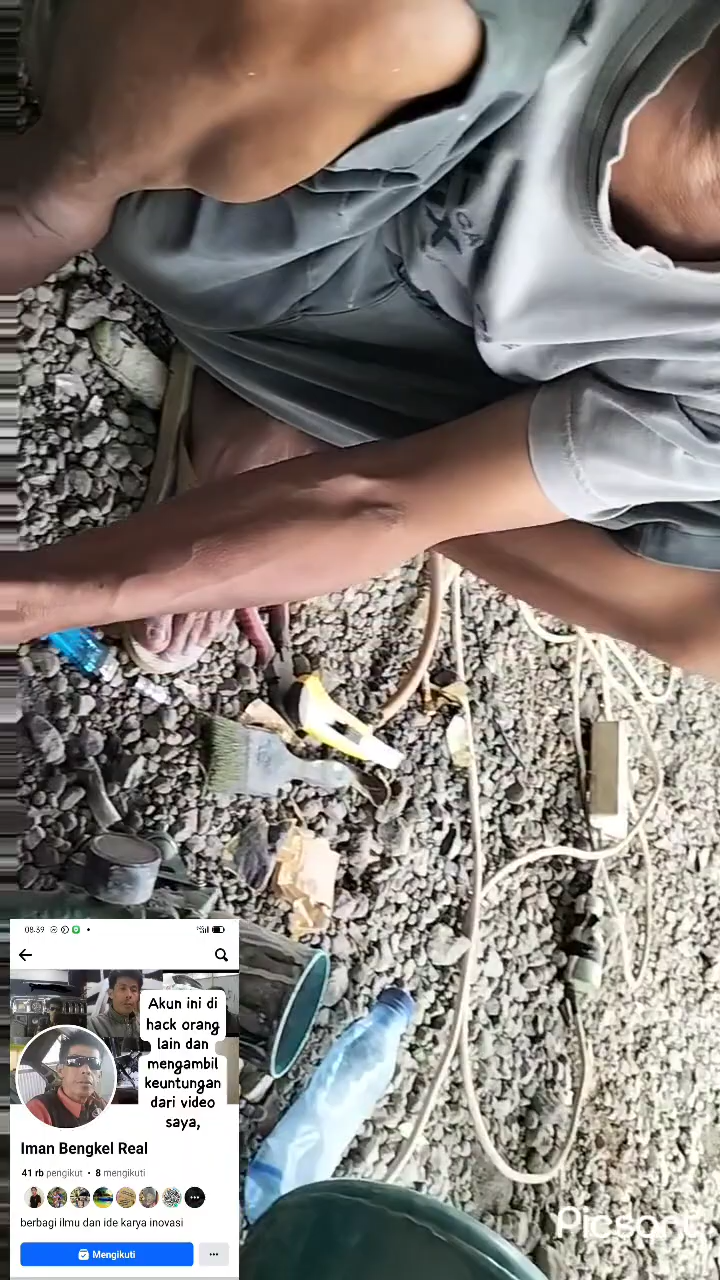 08.39
Akun ini di
hack orang
lain dan
mengambil
keuntungan
dari video
saya,
Iman Bengkel Real
41 rb pengikut • 8 mengikuti
berbagi ilmu dan ide karya inovasi
Mengikuti
Picsart